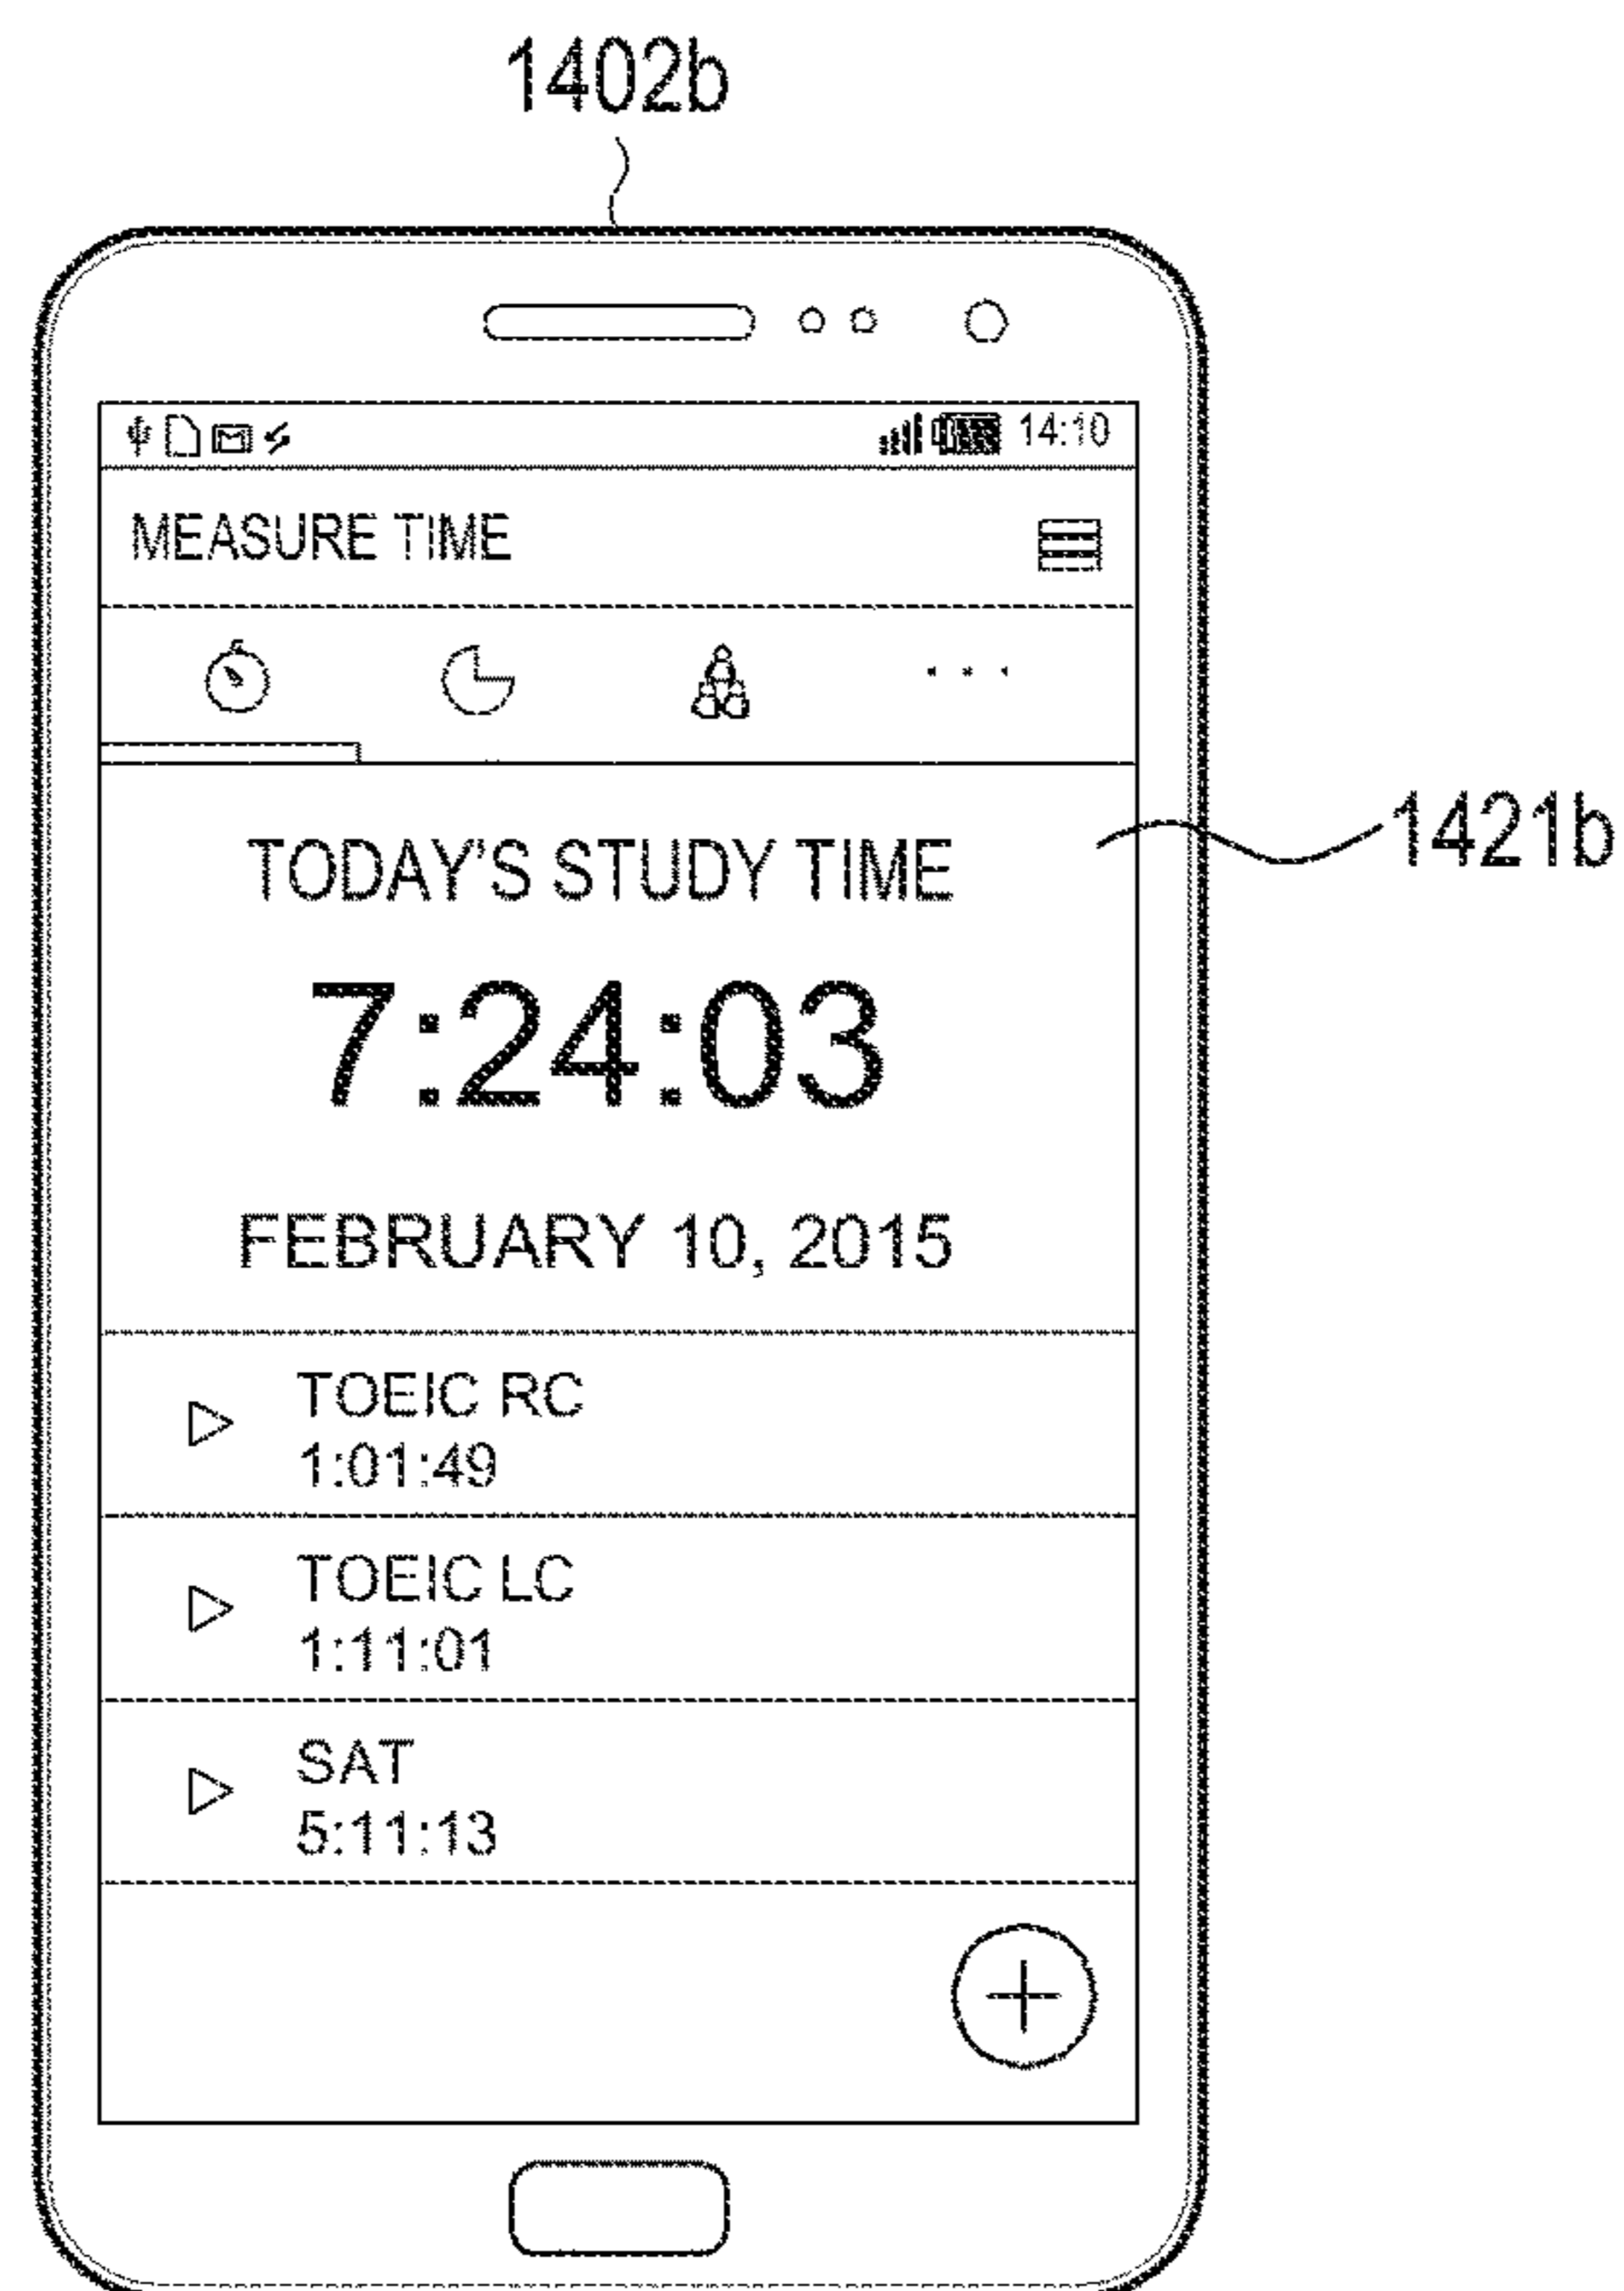 1402b
14:10
MEASURE TIME
TODAY'S STUDY TIME
1421b
7:24:03
FEBRUARY 10, 2015
TOEIC RC
1:01:49
TOEIC LC
1:11:01
SAT
5:11:13